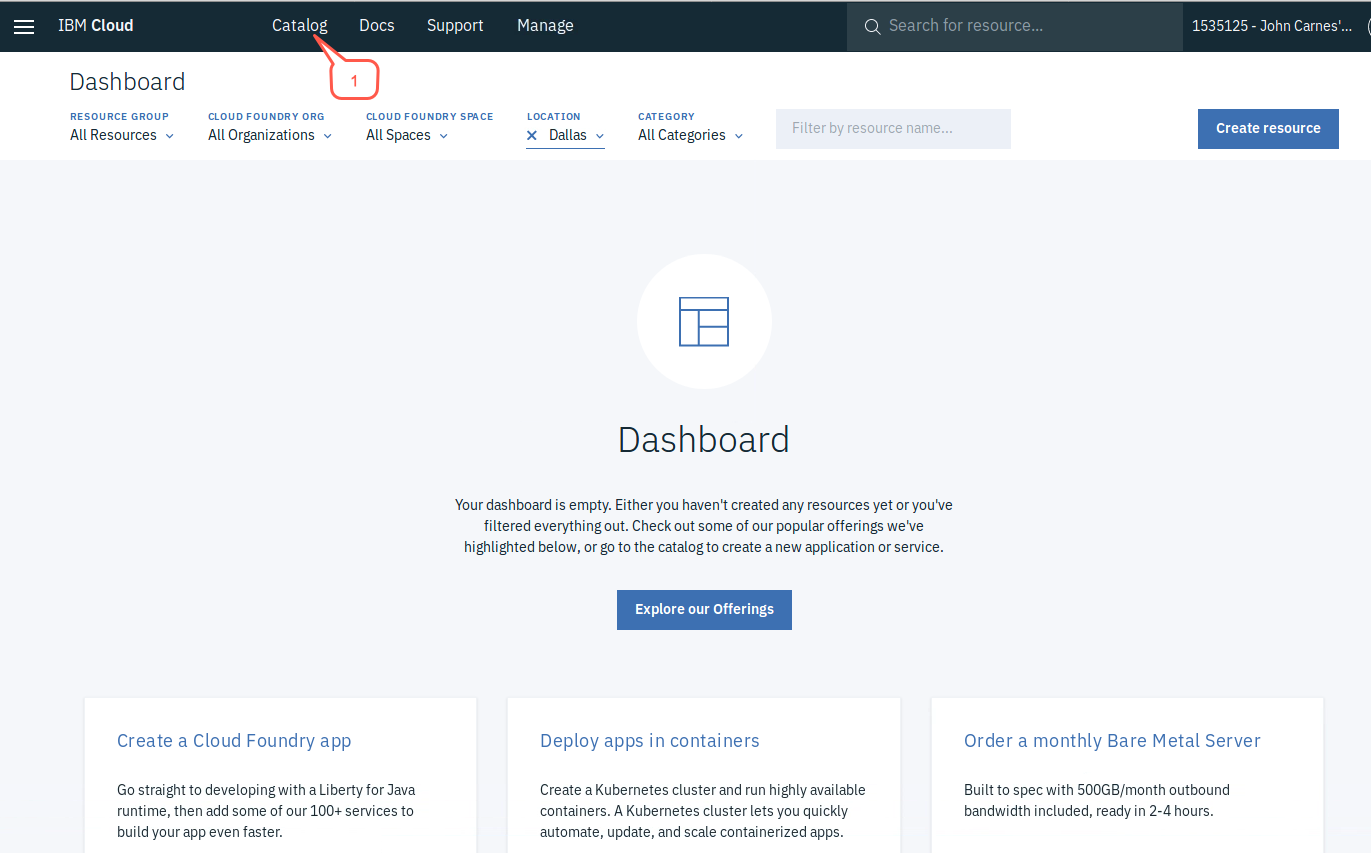 IBM Cloud Catalog Docs Support Manage Search for resource... 1535125 - John Carnes'...
1
Dashboard
RESOURCE GROUP CLOUD FOUNDRY ORG CLOUD FOUNDRY SPACE LOCATION CATEGORY
All Resources All Organizations All Spaces Dallas All Categories Filter by resource name... Create resource
Dashboard
Your dashboard is empty. Either you haven't created any resources yet or you've
filtered everything out. Check out some of our popular offerings we've
highlighted below, or go to the catalog to create a new application or service.
Explore our Offerings
Create a Cloud Foundry app
Go straight to developing with a Liberty for Java
runtime, then add some of our 100+ services to
build your app even faster.
Deploy apps in containers
Create a Kubernetes cluster and run highly available
containers. A Kubernetes cluster lets you quickly
automate, update, and scale containerized apps.
Order a monthly Bare Metal Server
Built to spec with 500GB/month outbound
bandwidth included, ready in 2-4 hours.